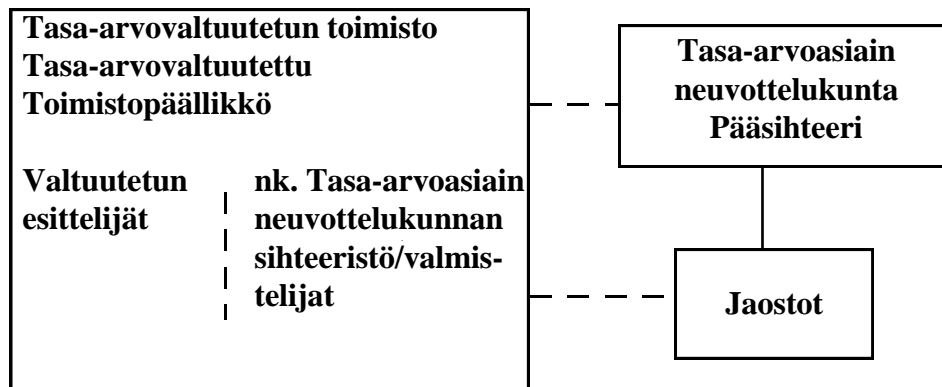 Tasa-arvovaltuutetun toimisto
Tasa-arvovaltuutettu
Toimistopäällikkö
Valtuutetun
esittelijät
nk. Tasa-arvoasiain
neuvottelukunnan
sihteeristö/valmis-
telijat
Tasa-arvoasiain
neuvottelukunta
Pääsihteeri
Jaostot